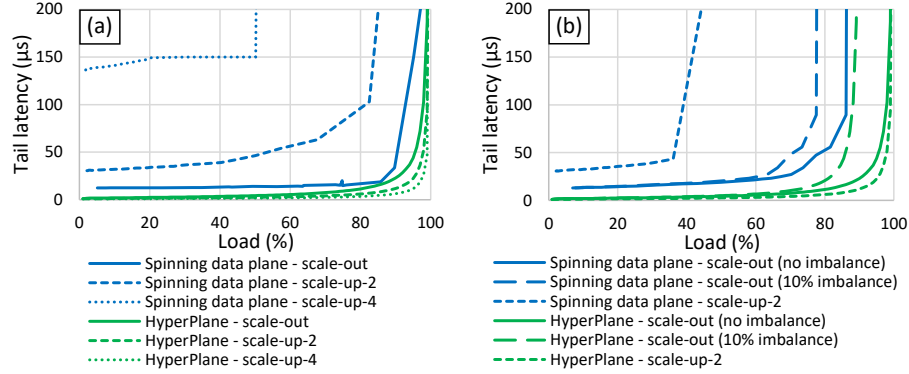 (a)
Tail latency (µs)
200
150
100
50
0
0 20 40 60 80 100
Load (%)
Spinning data plane - scale-out
Spinning data plane - scale-up-2
Spinning data plane - scale-up-4
HyperPlane - scale-out
HyperPlane - scale-up-2
HyperPlane - scale-up-4
(b)
Tail latency (µs)
200
150
100
50
0
0 20 40 60 80 100
Load (%)
Spinning data plane - scale-out (no imbalance)
Spinning data plane - scale-out (10% imbalance)
Spinning data plane - scale-up-2
HyperPlane - scale-out (no imbalance)
HyperPlane - scale-out (10% imbalance)
HyperPlane - scale-up-2